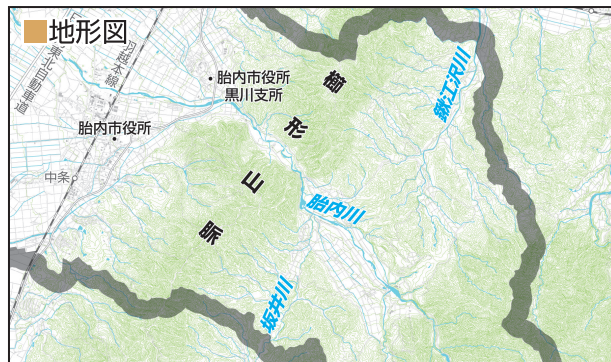 地形図
羽越本線
東北自動車道
胎内市役所
黒川支所
胎内市役所
中条
櫛形山脈
鍬江沢川
胎内川
坂井川